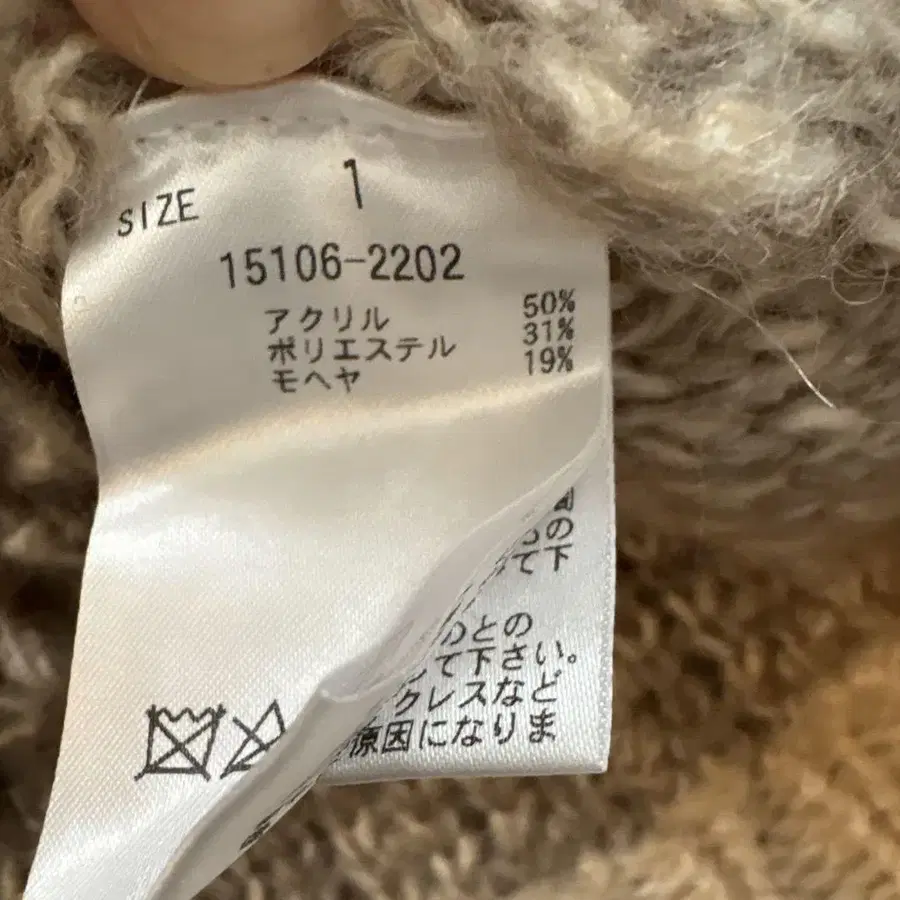 SIZE 1
15106-2202
アクリル 50%
ポリエステル 31%
モヘヤ 19%
の
て下
のとの
して下さい。
クレスなど
原因になりま